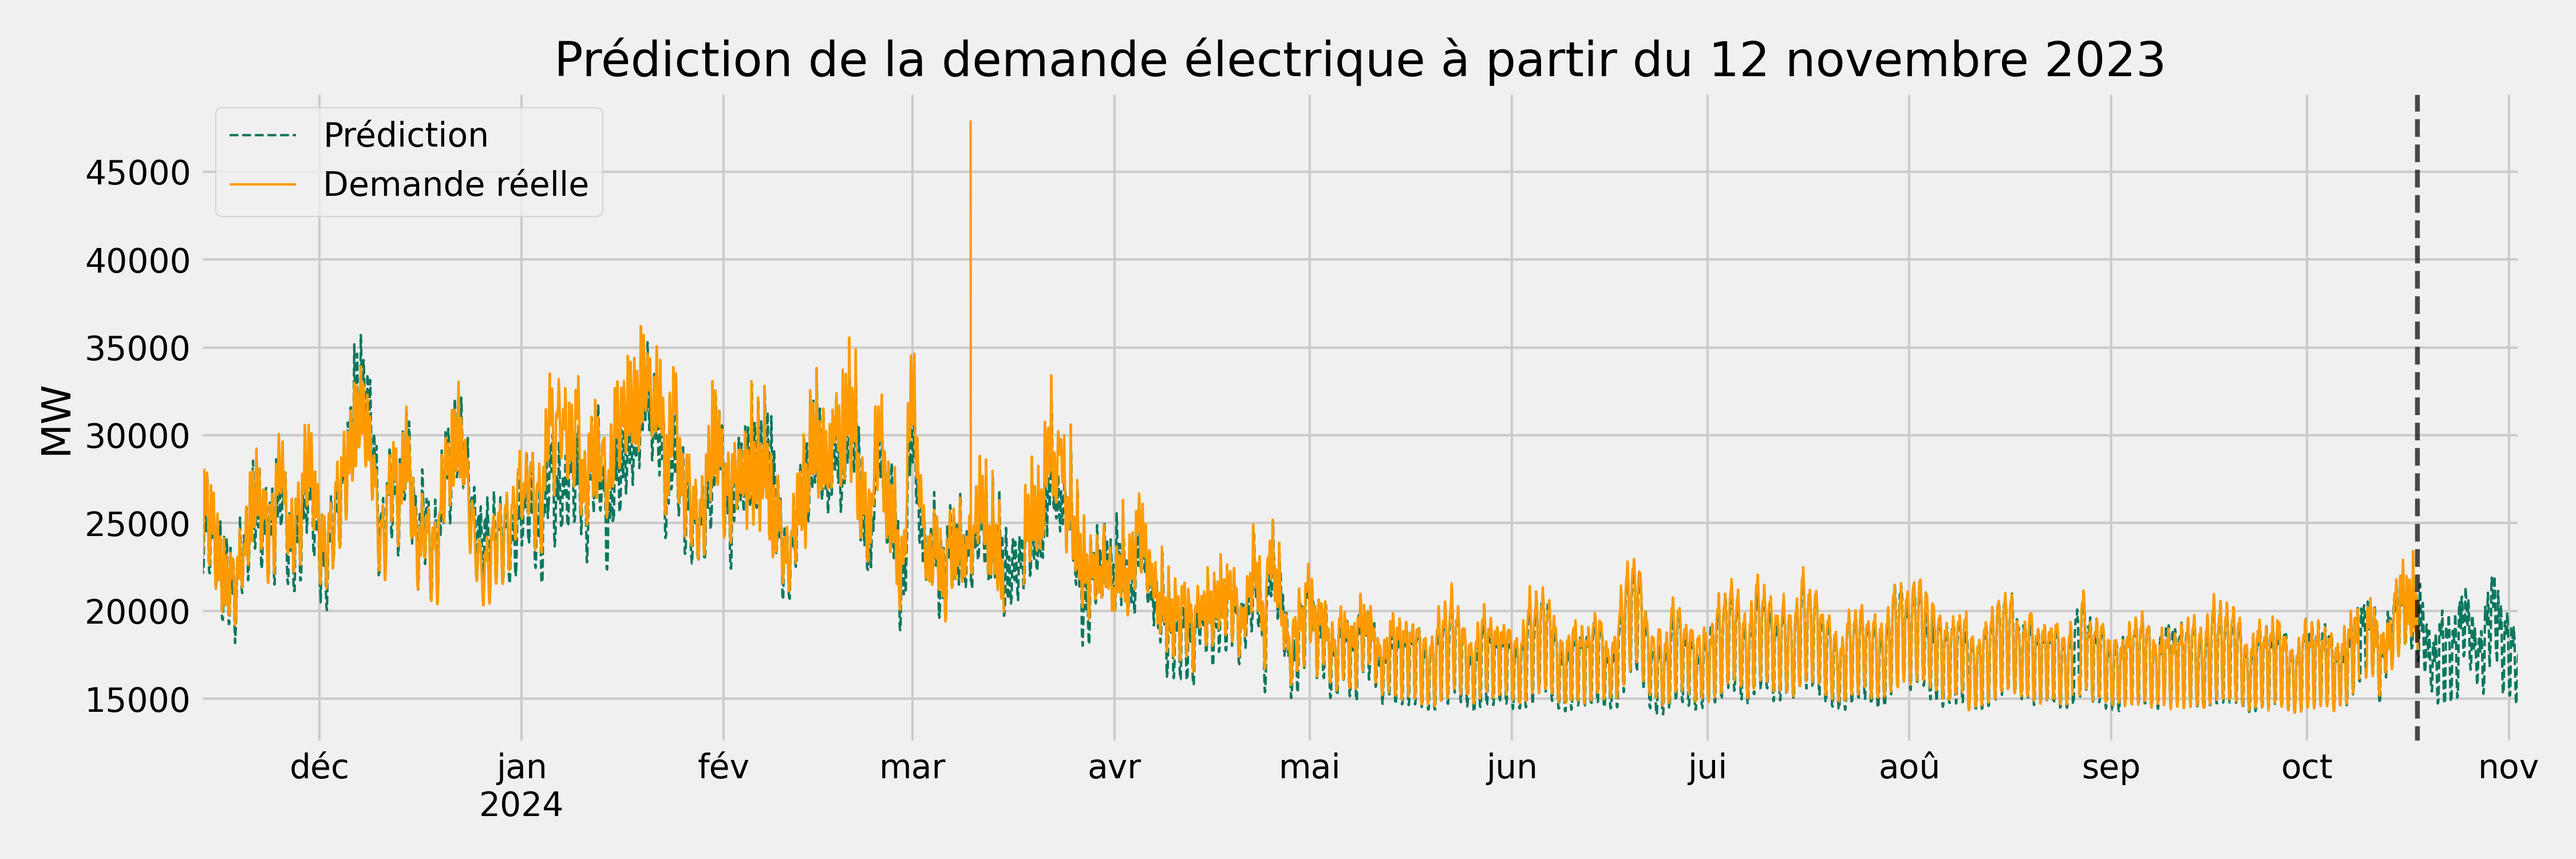 Prédiction de la demande électrique à partir du 12 novembre 2023
Prédiction
Demande réelle
MW
45000
40000
35000
30000
25000
20000
15000
déc
jan
2024
fév
mar
avr
mai
jun
jui
aoû
sep
oct
nov